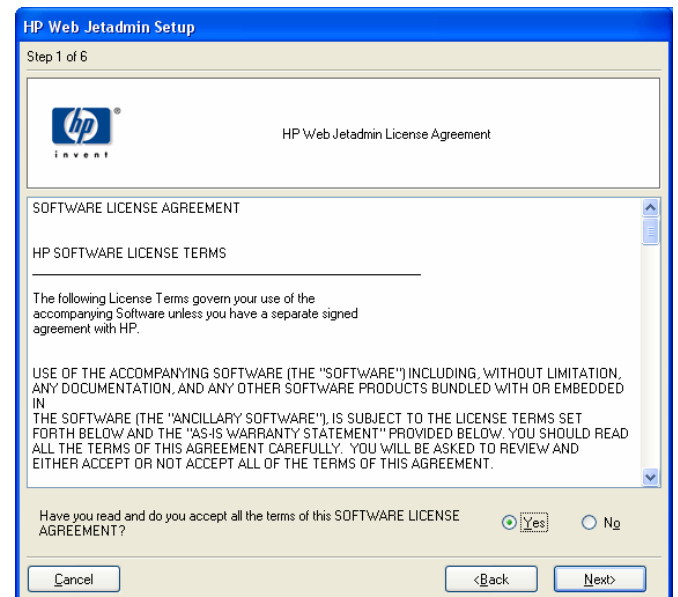 HP Web Jetadmin Setup
Step 1 of 6
hp
®
invent
HP Web Jetadmin License Agreement
SOFTWARE LICENSE AGREEMENT
HP SOFTWARE LICENSE TERMS
The following License Terms govern your use of the
accompanying Software unless you have a separate signed
agreement with HP.
USE OF THE ACCOMPANYING SOFTWARE (THE "SOFTWARE") INCLUDING, WITHOUT LIMITATION,
ANY DOCUMENTATION, AND ANY OTHER SOFTWARE PRODUCTS BUNDLED WITH OR EMBEDDED
IN
THE SOFTWARE (THE "ANCILLARY SOFTWARE"), IS SUBJECT TO THE LICENSE TERMS SET
FORTH BELOW AND THE "AS-IS WARRANTY STATEMENT" PROVIDED BELOW. YOU SHOULD READ
ALL THE TERMS OF THIS AGREEMENT CAREFULLY. YOU WILL BE ASKED TO REVIEW AND
EITHER ACCEPT OR NOT ACCEPT ALL OF THE TERMS OF THIS AGREEMENT.
Have you read and do you accept all the terms of this SOFTWARE LICENSE
AGREEMENT?
Yes
No
Cancel
<Back
Next>